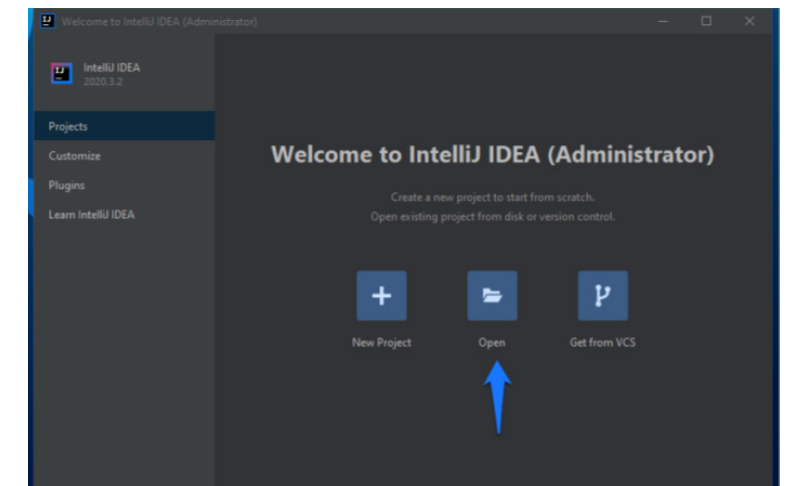 Welcome to IntelliJ IDEA (Administrator)
IntelliJ IDEA
2020.3.2
Projects
Customize
Plugins
Learn IntelliJ IDEA
Welcome to IntelliJ IDEA (Administrator)
Create a new project to start from scratch.
Open existing project from disk or version control.
New Project
Open
Get from VCS